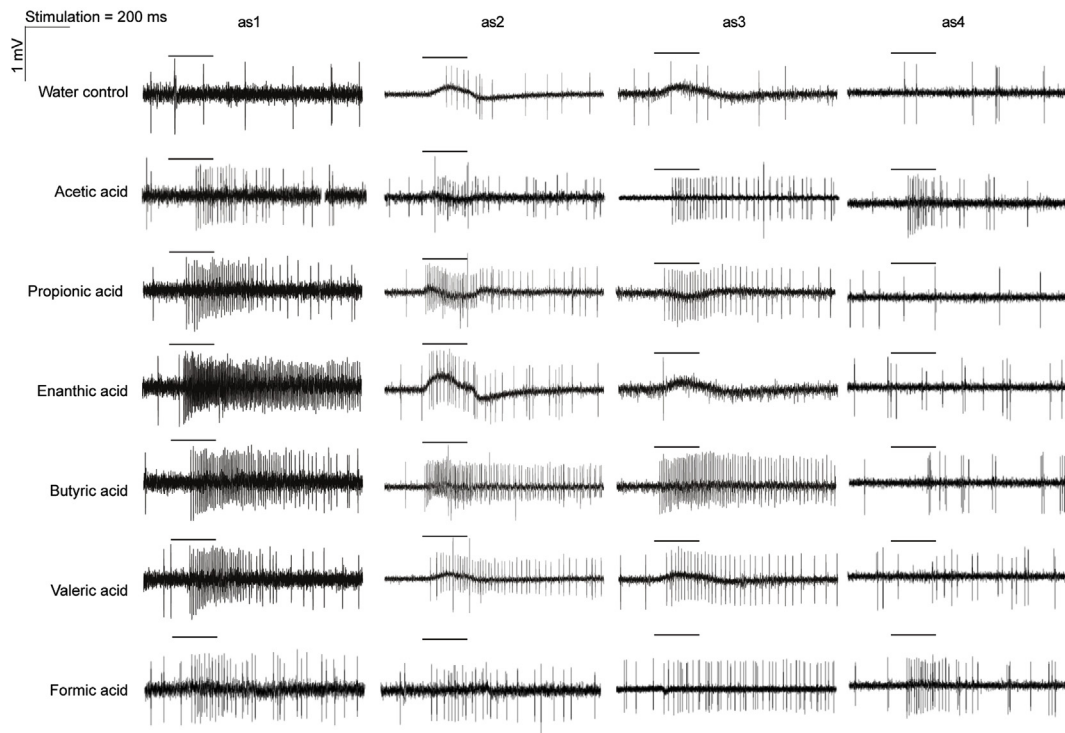 Stimulation = 200 ms
as1 as2 as3 as4
1 mV
Water control
Acetic acid
Propionic acid
Enanthic acid
Butyric acid
Valeric acid
Formic acid